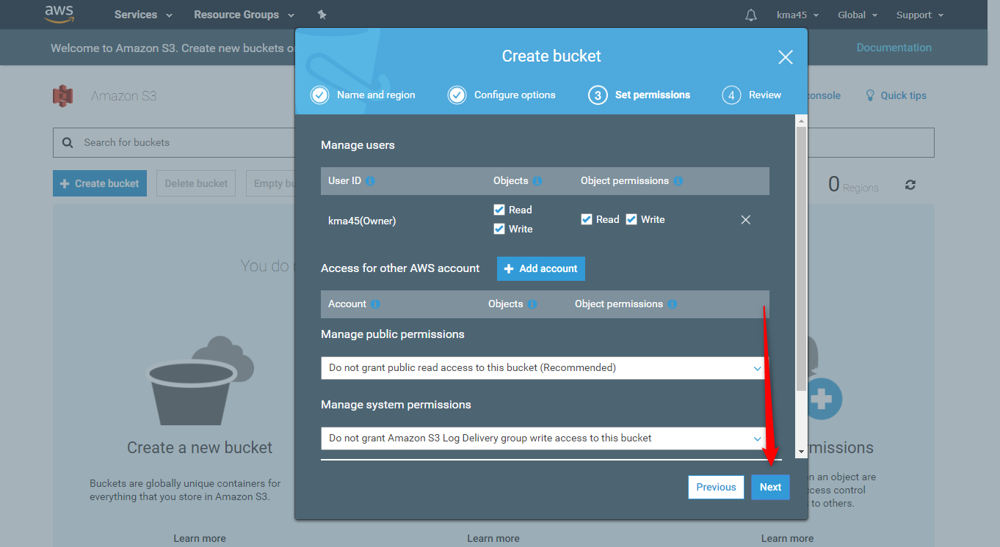 aws Services Resource Groups kma45 Global Support
Welcome to Amazon S3. Create new buckets Documentation
Create bucket
Name and region Configure options 3 Set permissions 4 Review
Amazon S3 console Quick tips
Search for buckets
Create bucket Delete bucket Empty 0 Regions
Manage users
User ID Objects Object permissions
kma45(Owner) Read Write Read Write
Access for other AWS account Add account
Account Objects Object permissions
You do
Manage public permissions
Do not grant public read access to this bucket (Recommended)
Manage system permissions
Do not grant Amazon S3 Log Delivery group write access to this bucket
Previous Next
Create a new bucket
Buckets are globally unique containers for
everything that you store in Amazon S3.
Learn more
Learn more
an object are
control
to others.
Learn more